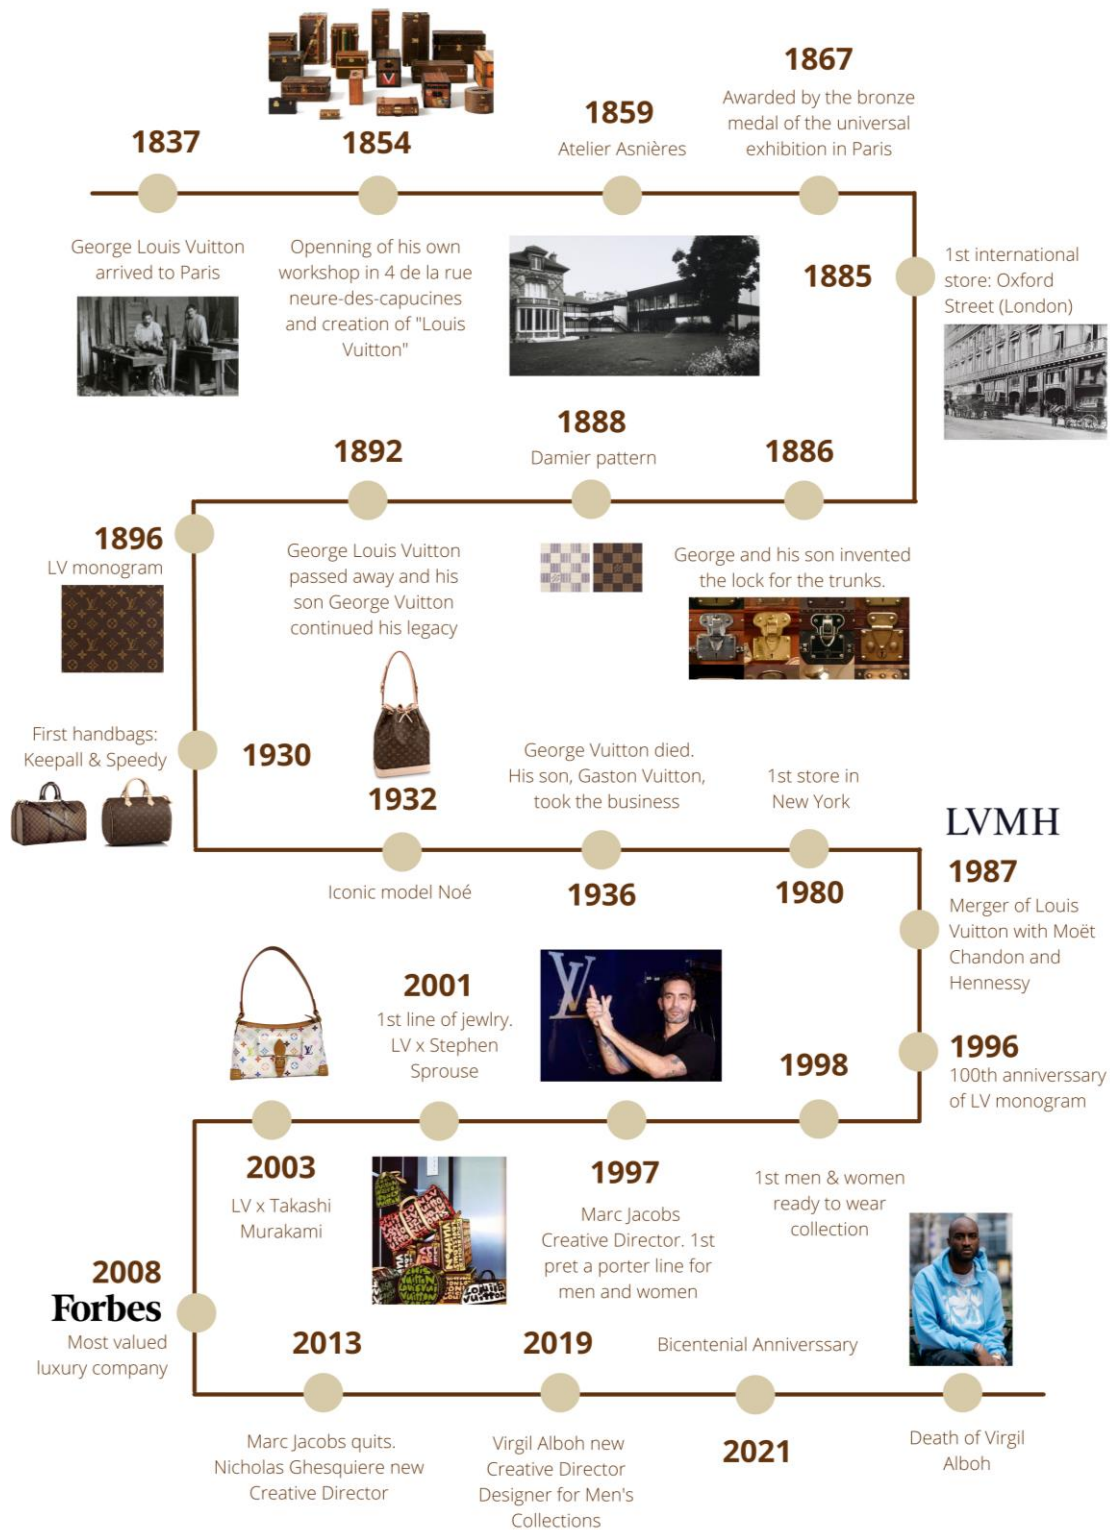 1837
George Louis Vuitton
arrived to Paris
1854
Openning of his own
workshop in 4 de la rue
neure-des-capucines
and creation of "Louis
Vuitton"
1859
Atelier Asnières
1867
Awarded by the bronze
medal of the universal
exhibition in Paris
1885
1st international
store: Oxford
Street (London)
1886
George and his son invented
the lock for the trunks.
1888
Damier pattern
1892
George Louis Vuitton
passed away and his
son George Vuitton
continued his legacy
1896
LV monogram
First handbags:
Keepall & Speedy
1930
1932
Iconic model Noé
George Vuitton died.
His son, Gaston Vuitton,
took the business
1936
1st store in
New York
1980
LVMH
1987
Merger of Louis
Vuitton with Moët
Chandon and
Hennessy
1996
100th anniverssary
of LV monogram
1998
1st men & women
ready to wear
collection
LV
1997
Marc Jacobs
Creative Director. 1st
pret a porter line for
men and women
2001
1st line of jewlry.
LV x Stephen
Sprouse
2003
LV x Takashi
Murakami
2008
Forbes
Most valued
luxury company
2013
Marc Jacobs quits.
Nicholas Ghesquiere new
Creative Director
2019
Virgil Alboh new
Creative Director
Designer for Men's
Collections
Bicentenial Anniverssary
2021
Death of Virgil
Alboh